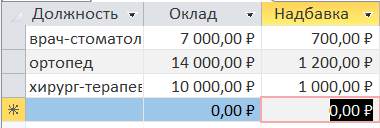 Должность Оклад Надбавка
врач-стоматол 7 000,00 ₽ 700,00 ₽
ортопед 14 000,00 ₽ 1 200,00 ₽
хирург-терапев 10 000,00 ₽ 1 000,00 ₽
0,00 ₽ 0,00 ₽